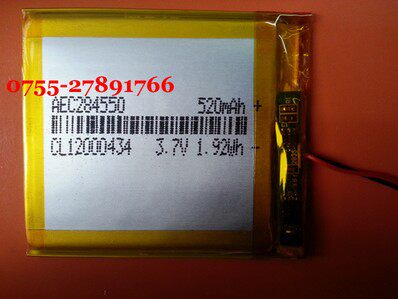 0755-27891766
AEC284550 520mAh +
CL12000434 3.7V 1.92Wh -